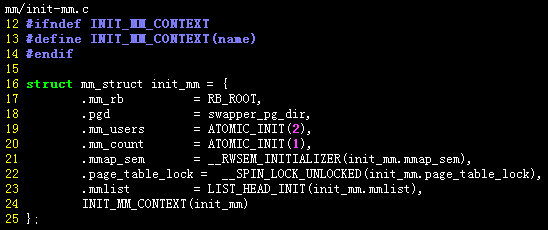 mm/init-mm.c
12 #ifndef INIT_MM_CONTEXT
13 #define INIT_MM_CONTEXT(name)
14 #endif
15
16 struct mm_struct init_mm = {
17         .mm_rb          = RB_ROOT,
18         .pgd            = swapper_pg_dir,
19         .mm_users       = ATOMIC_INIT(2),
20         .mm_count       = ATOMIC_INIT(1),
21         .mmap_sem       = __RWSEM_INITIALIZER(init_mm.mmap_sem),
22         .page_table_lock =  __SPIN_LOCK_UNLOCKED(init_mm.page_table_lock),
23         .mmlist         = LIST_HEAD_INIT(init_mm.mmlist),
24         INIT_MM_CONTEXT(init_mm)
25 };